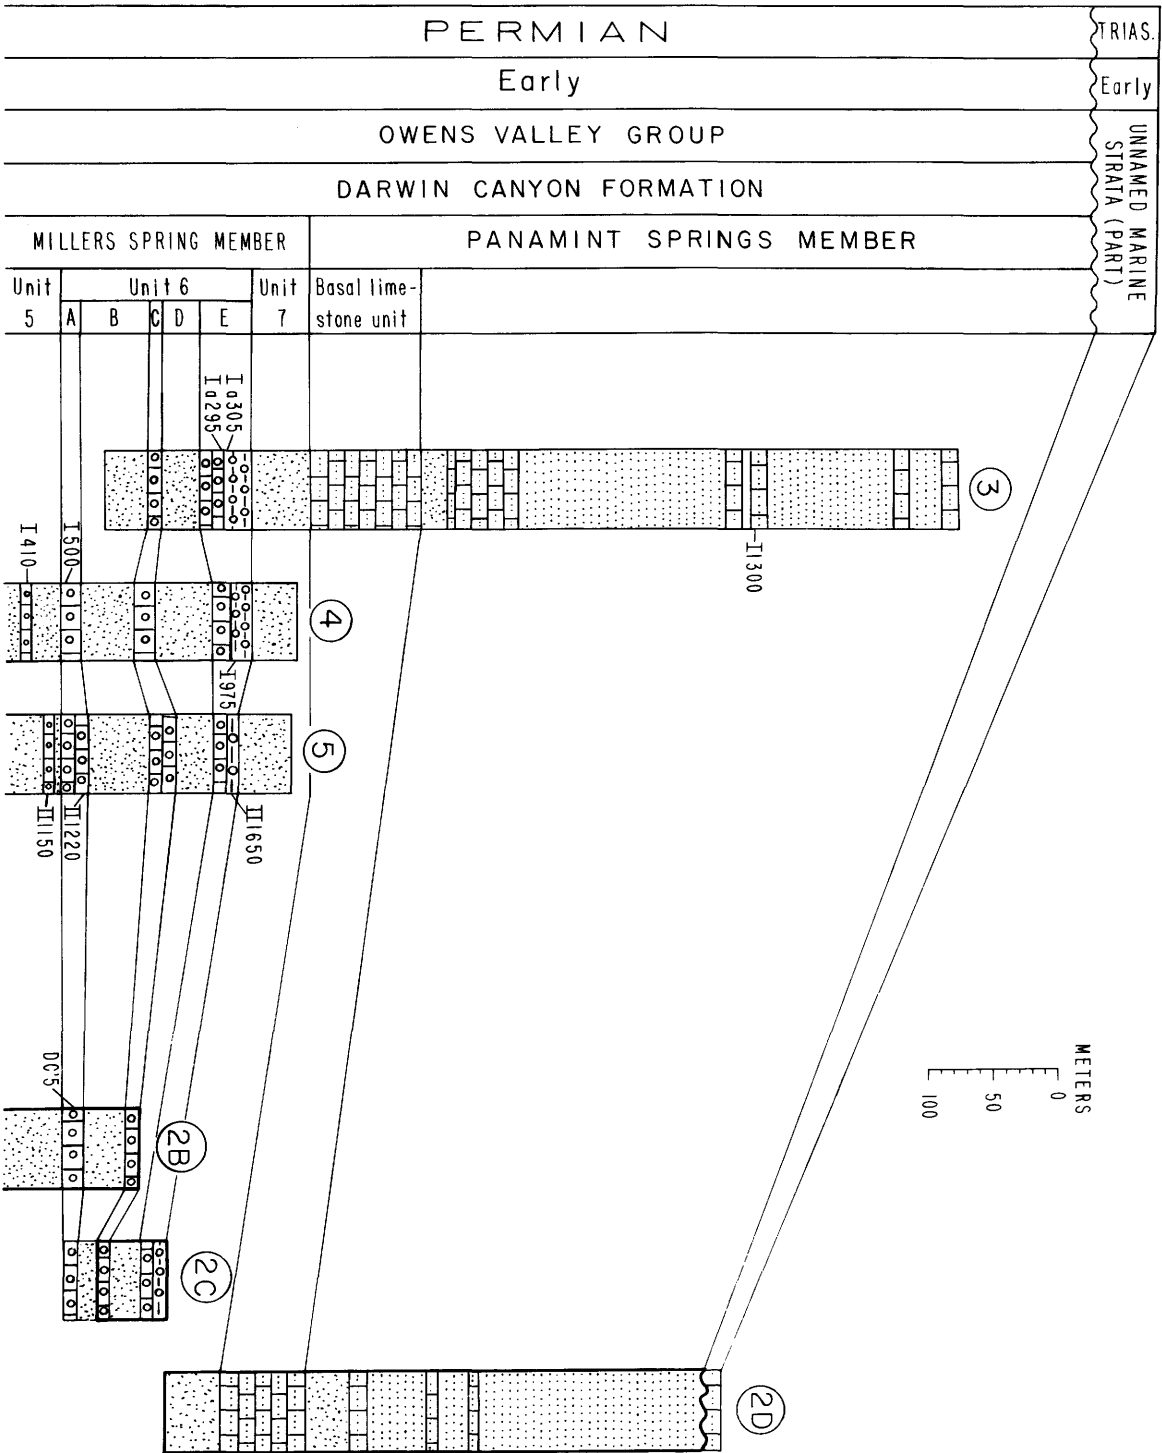 PERMIAN
TRIAS.
Early
Early
OWENS VALLEY GROUP
UNNAMED MARINE
STRATA (PART)
DARWIN CANYON FORMATION
MILLERS SPRING MEMBER
PANAMINT SPRINGS MEMBER
Unit
5
Unit 6
A
B
C
D
E
Unit
7
Basal lime-
stone unit
Ia305
Ia295
3
I1300
I500
I410
4
I975
5
II1650
II1220
II1150
METERS
0
50
100
DC'5
2B
2C
2D